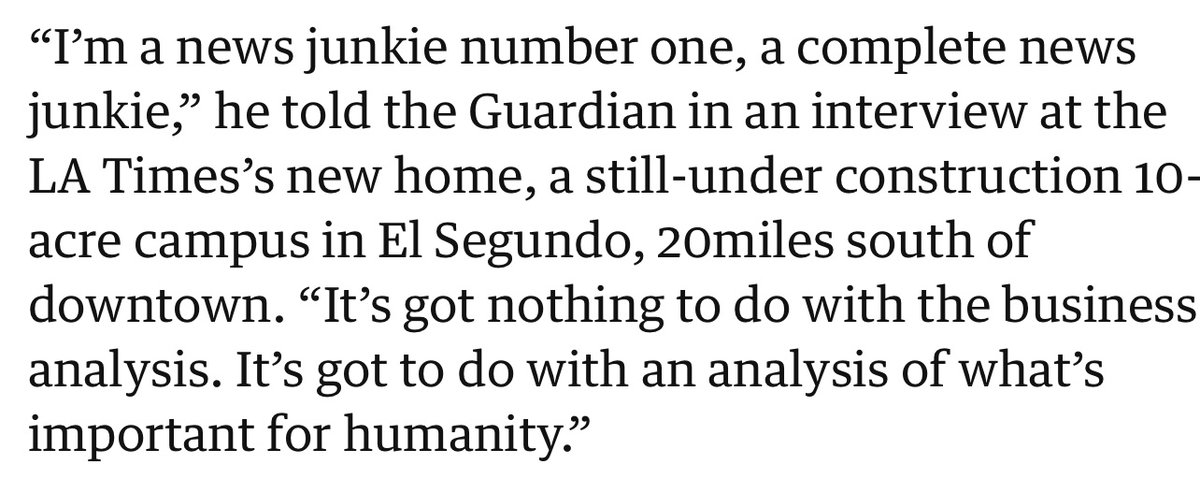 “I’m a news junkie number one, a complete news
junkie,” he told the Guardian in an interview at the
LA Times’s new home, a still-under construction 10-
acre campus in El Segundo, 20miles south of
downtown. “It’s got nothing to do with the business
analysis. It’s got to do with an analysis of what’s
important for humanity.”